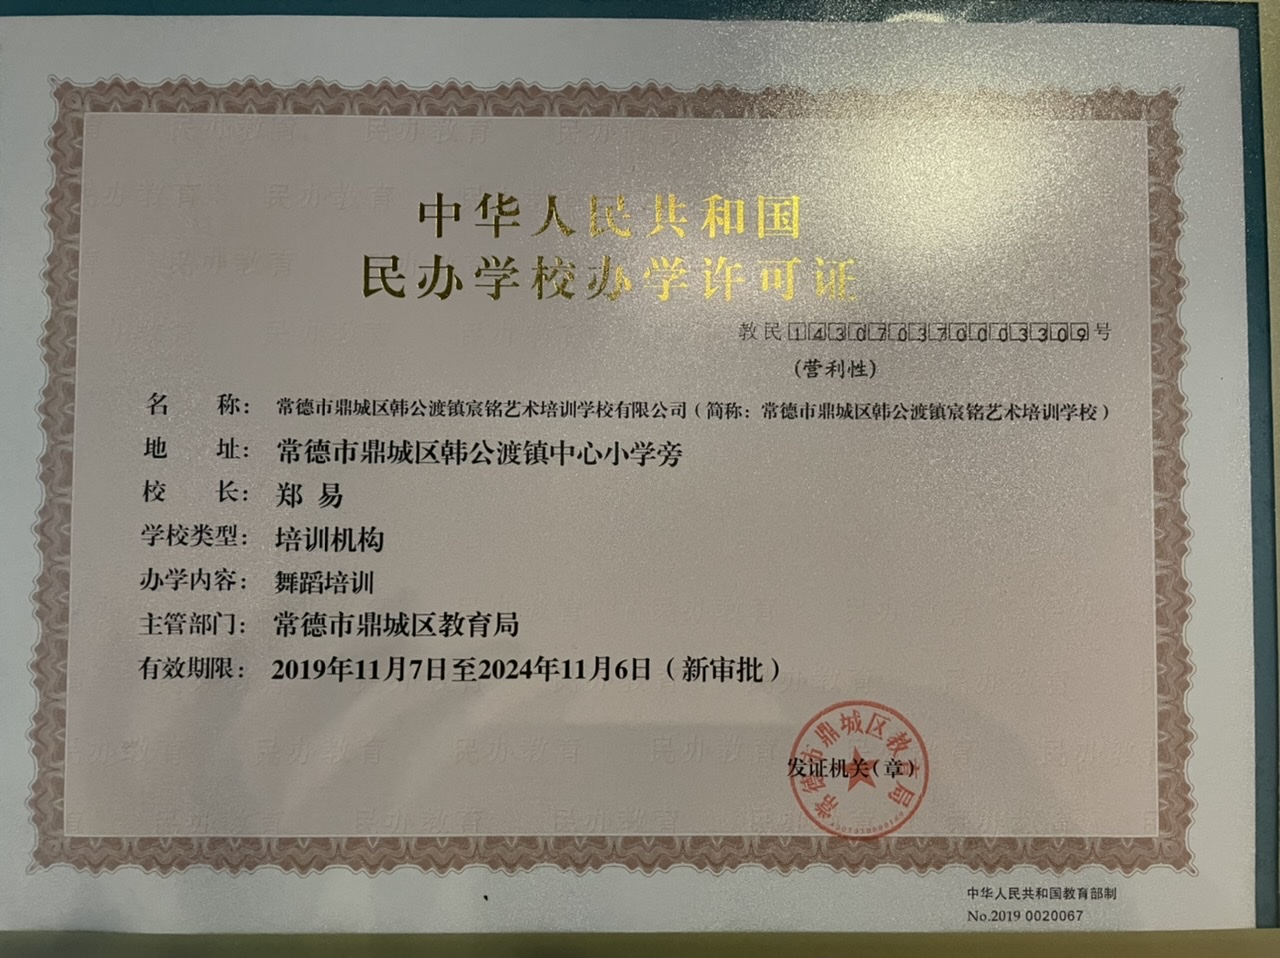 中华人民共和国
民办学校办学许可证
教民143070370003309号
(营利性)
名 称：常德市鼎城区韩公渡镇宸铭艺术培训学校有限公司（简称：常德市鼎城区韩公渡镇宸铭艺术培训学校）
地 址：常德市鼎城区韩公渡镇中心小学旁
校 长：郑 易
学校类型：培训机构
办学内容：舞蹈培训
主管部门：常德市鼎城区教育局
有效期限：2019年11月7日至2024年11月6日（新审批）
常德市鼎城区教育局
发证机关（章）
中华人民共和国教育部制
No.2019 0020067